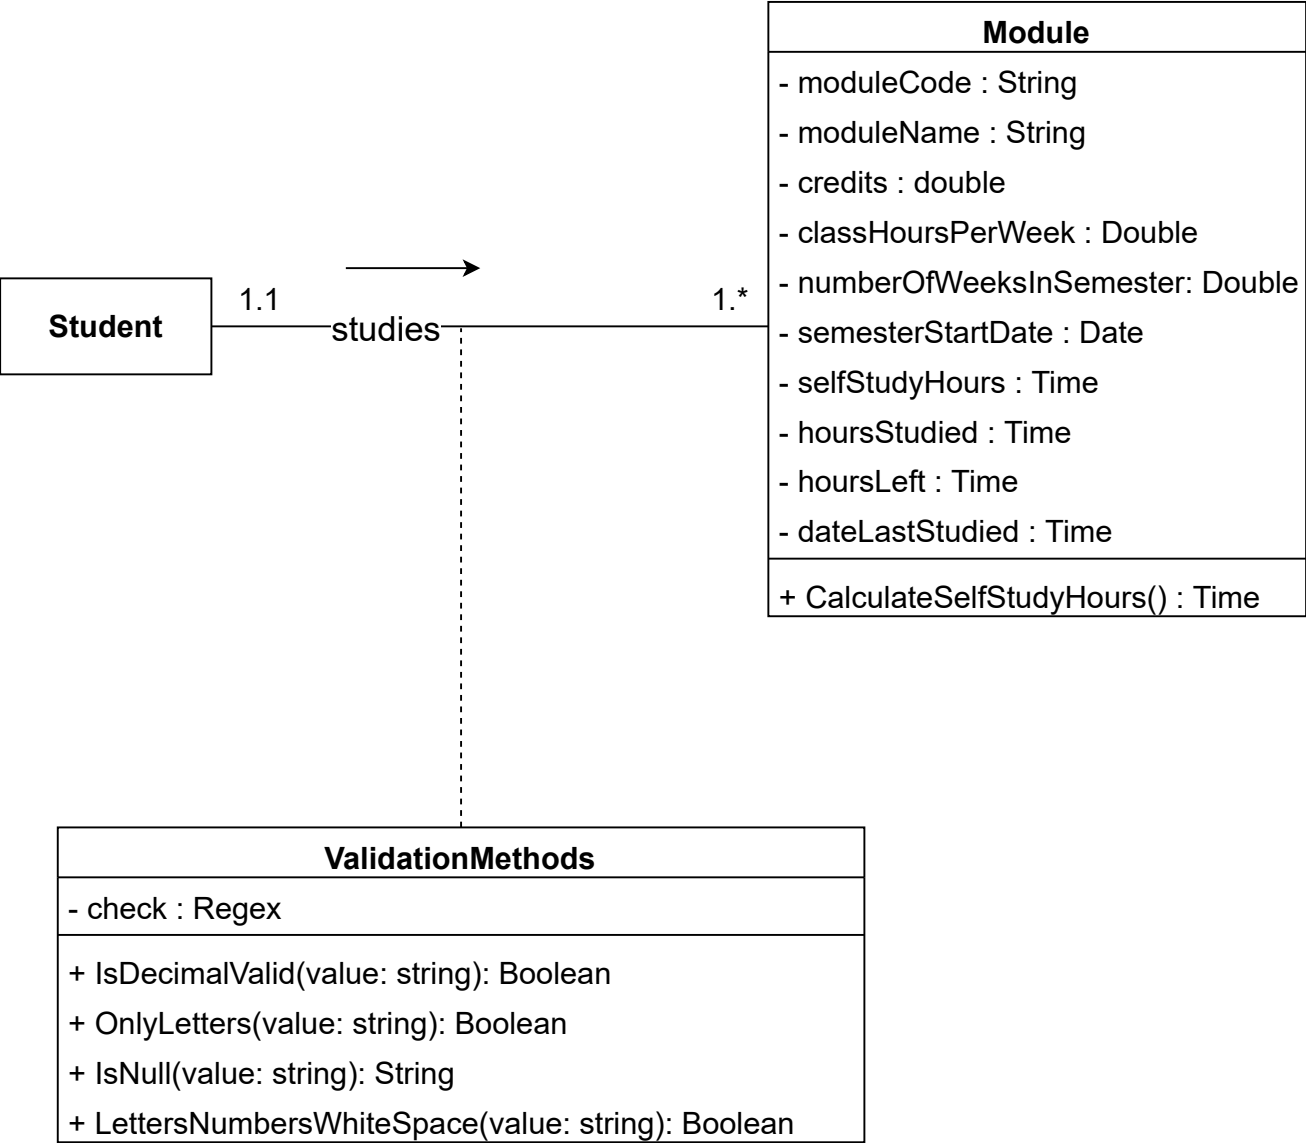 Module
- moduleCode : String
- moduleName : String
- credits : double
- classHoursPerWeek : Double
- numberOfWeeksInSemester: Double
- semesterStartDate : Date
- selfStudyHours : Time
- hoursStudied : Time
- hoursLeft : Time
- dateLastStudied : Time
+ CalculateSelfStudyHours() : Time
Student
1.1
studies
1.*
ValidationMethods
- check : Regex
+ IsDecimalValid(value: string): Boolean
+ OnlyLetters(value: string): Boolean
+ IsNull(value: string): String
+ LettersNumbersWhiteSpace(value: string): Boolean